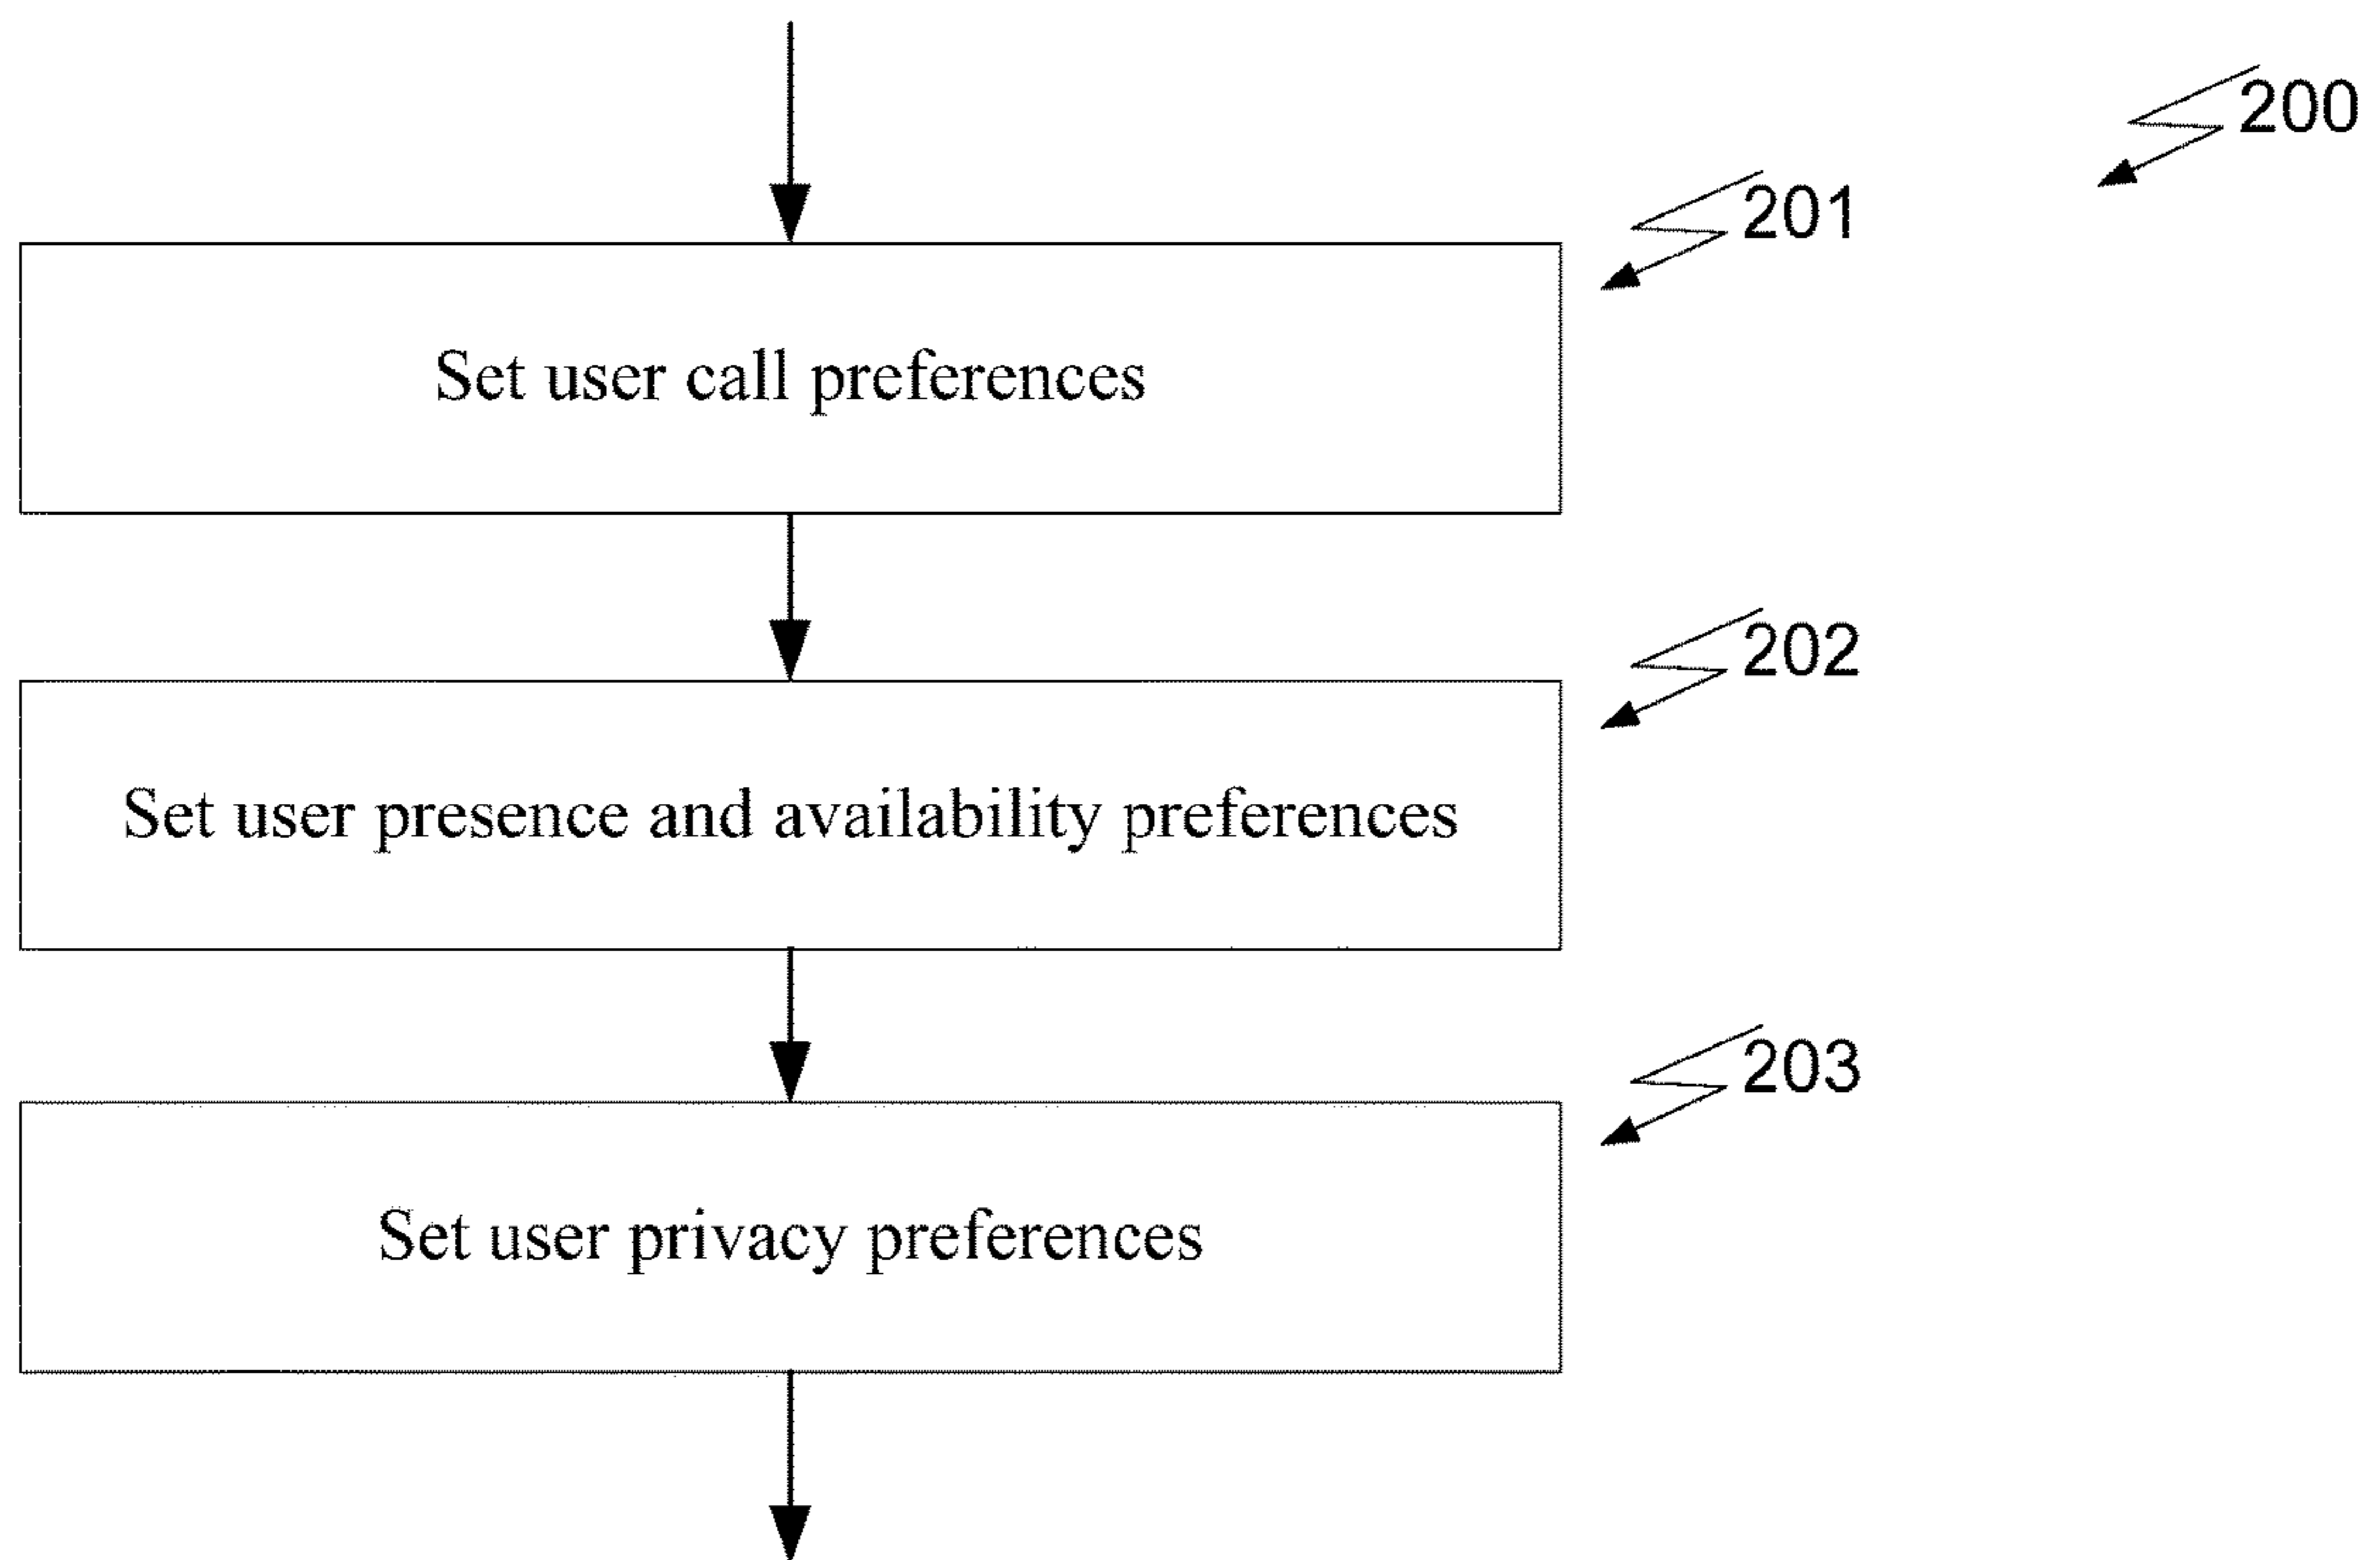 200
201
Set user call preferences
202
Set user presence and availability preferences
203
Set user privacy preferences